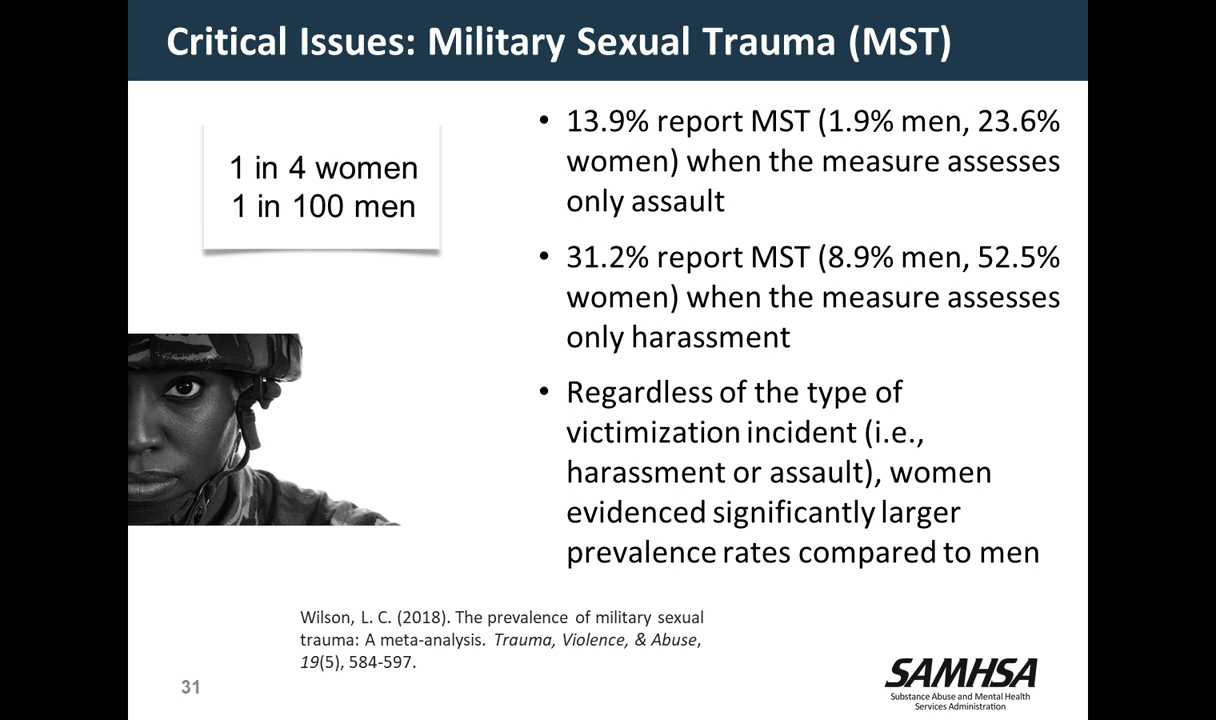 Critical Issues: Military Sexual Trauma (MST)
1 in 4 women
1 in 100 men
• 13.9% report MST (1.9% men, 23.6%
women) when the measure assesses
only assault
• 31.2% report MST (8.9% men, 52.5%
women) when the measure assesses
only harassment
• Regardless of the type of
victimization incident (i.e.,
harassment or assault), women
evidenced significantly larger
prevalence rates compared to men
Wilson, L. C. (2018). The prevalence of military sexual
trauma: A meta-analysis. Trauma, Violence, & Abuse,
19(5), 584-597.
31
SAMHSA
Substance Abuse and Mental Health
Services Administration